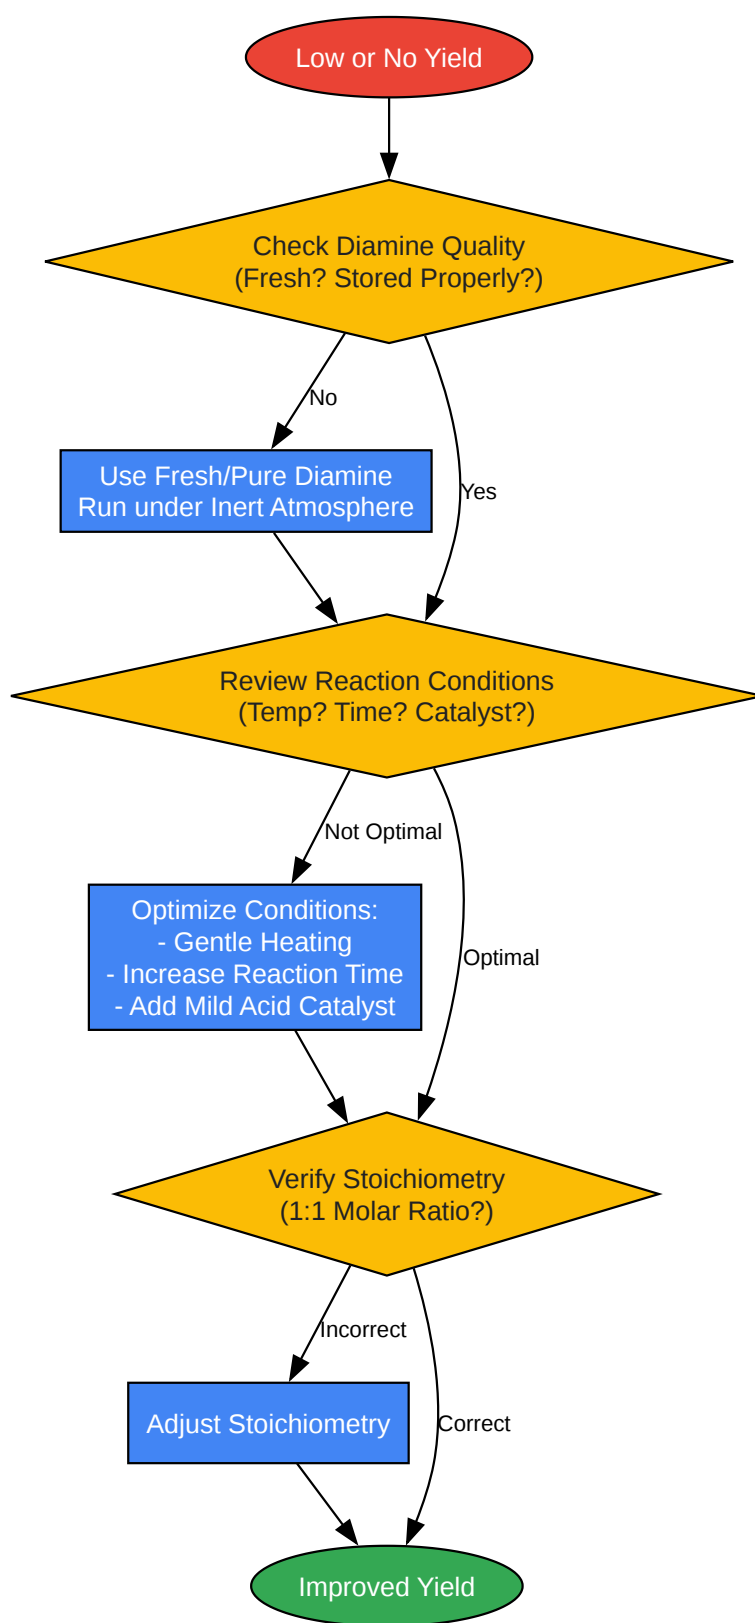 Low or No Yield
Check Diamine Quality
(Fresh? Stored Properly?)
No
Use Fresh/Pure Diamine
Run under Inert Atmosphere
Yes
Review Reaction Conditions
(Temp? Time? Catalyst?)
Not Optimal
Optimize Conditions:
- Gentle Heating
- Increase Reaction Time
- Add Mild Acid Catalyst
Optimal
Verify Stoichiometry
(1:1 Molar Ratio?)
Incorrect
Adjust Stoichiometry
Correct
Improved Yield